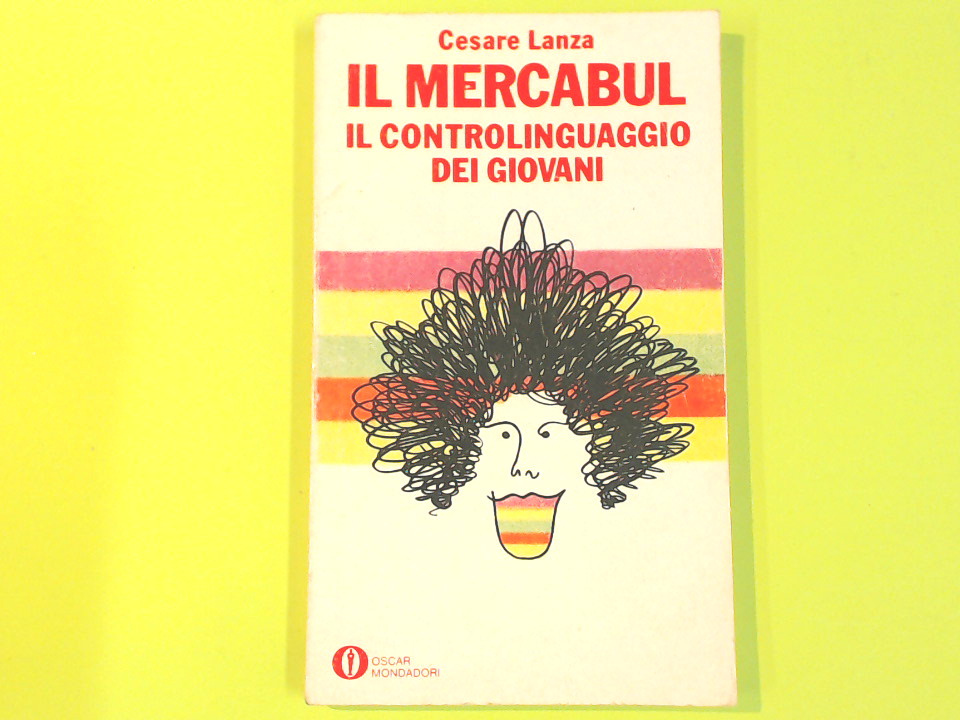 Cesare Lanza
IL MERCABUL
IL CONTROLINGUAGGIO
DEI GIOVANI
OSCAR
MONDADORI